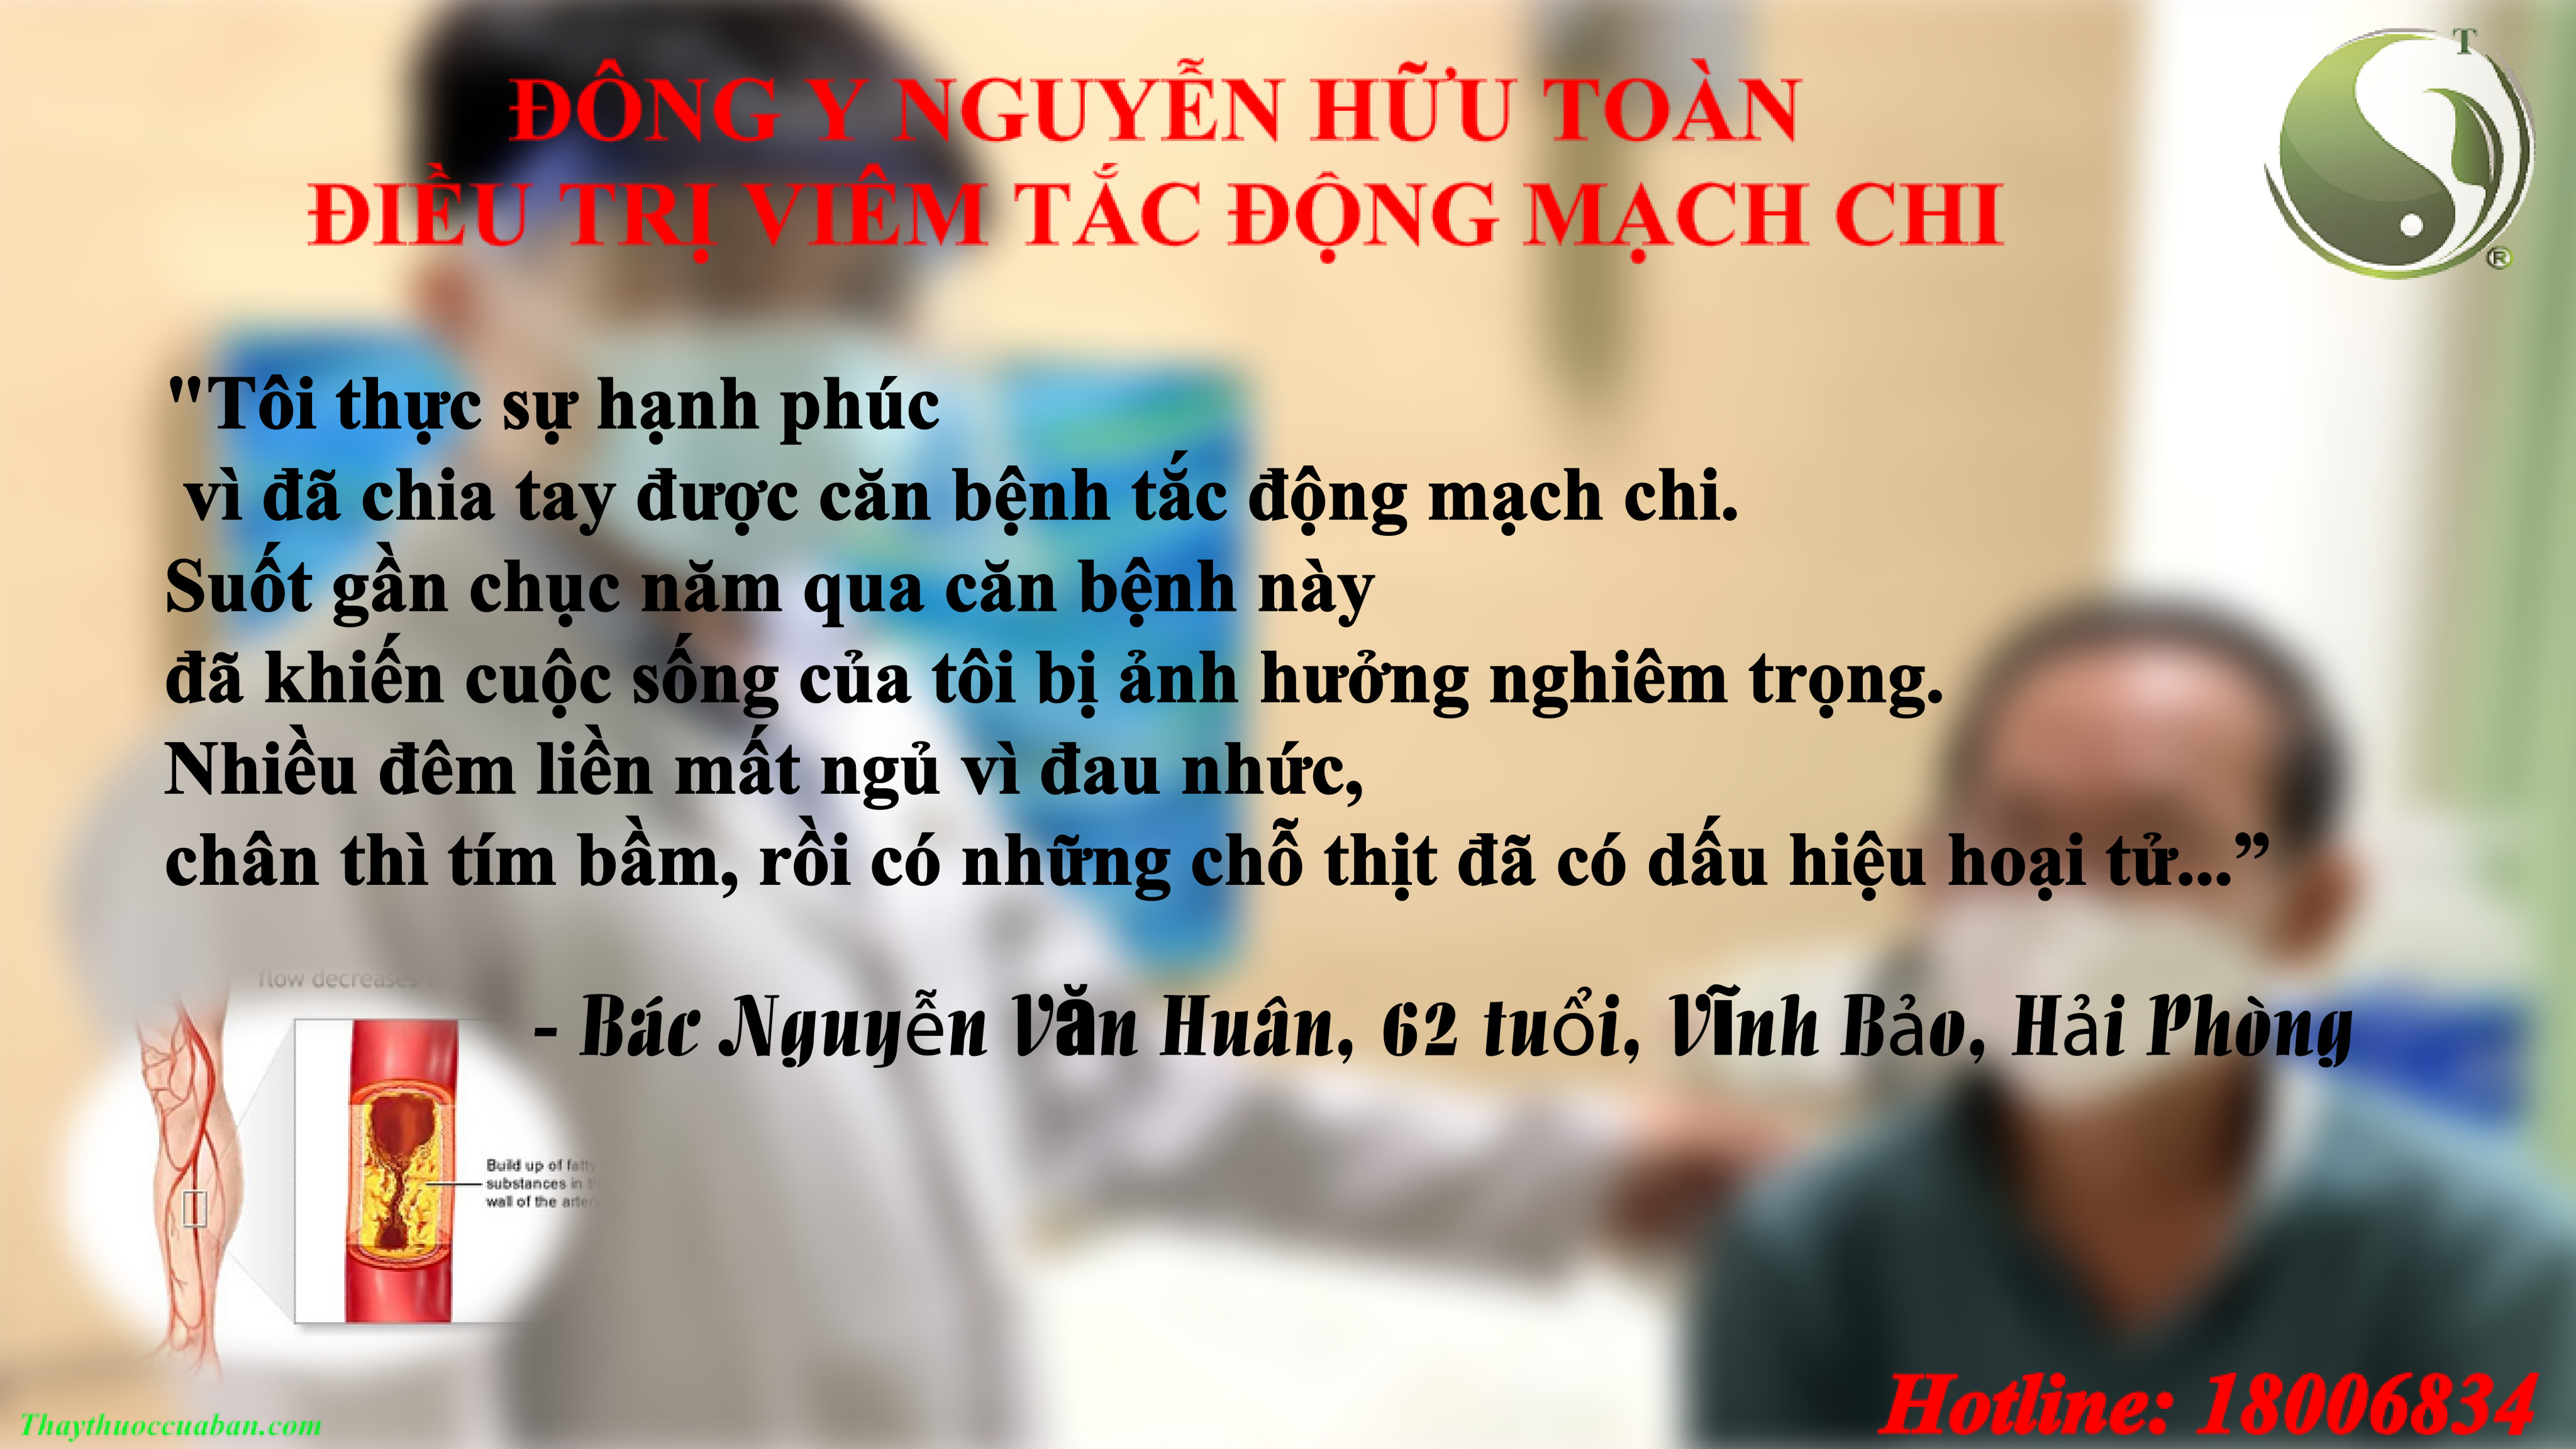 ĐÔNG Y NGUYỄN HỮU TOÀN
ĐIỀU TRỊ VIÊM TẮC ĐỘNG MẠCH CHI
T
®
"Tôi thực sự hạnh phúc
vì đã chia tay được căn bệnh tắc động mạch chi.
Suốt gần chục năm qua căn bệnh này
đã khiến cuộc sống của tôi bị ảnh hưởng nghiêm trọng.
Nhiều đêm liền mất ngủ vì đau nhức,
chân thì tím bầm, rồi có những chỗ thịt đã có dấu hiệu hoại tử...”
- Bác Nguyễn Văn Huân, 62 tuổi, Vĩnh Bảo, Hải Phòng
flow decreases
Build up of fatty
substances in
wall of the artery
Thaythuoccuaban.com
Hotline: 18006834